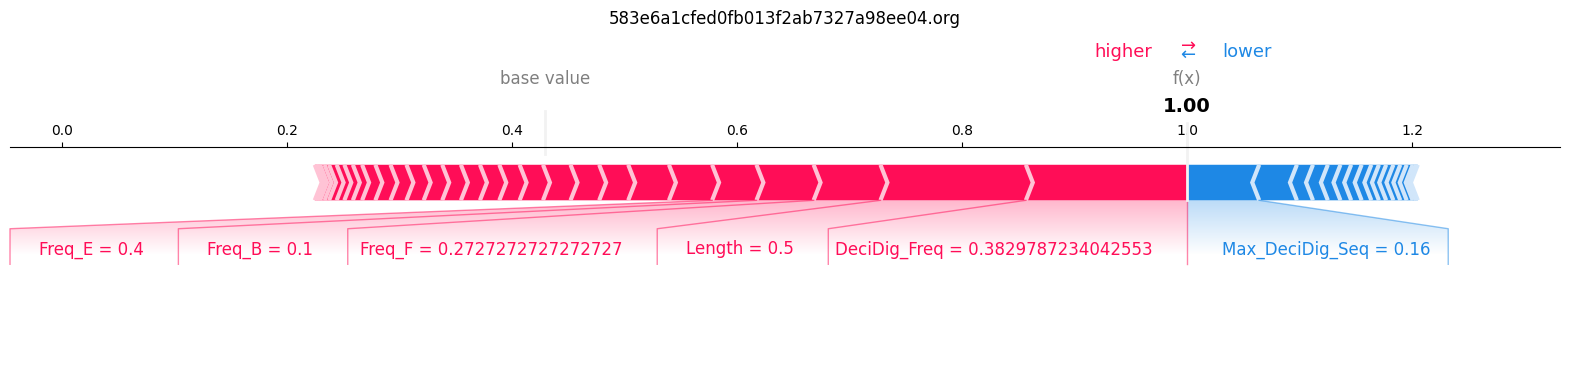 583e6a1cfed0fb013f2ab7327a98ee04.org
higher → ← lower
base value f(x)
1.00
0.0 0.2 0.4 0.6 0.8 1.0 1.2
Freq_E = 0.4 Freq_B = 0.1 Freq_F = 0.2727272727272727 Length = 0.5 DeciDig_Freq = 0.3829787234042553 Max_DeciDig_Seq = 0.16